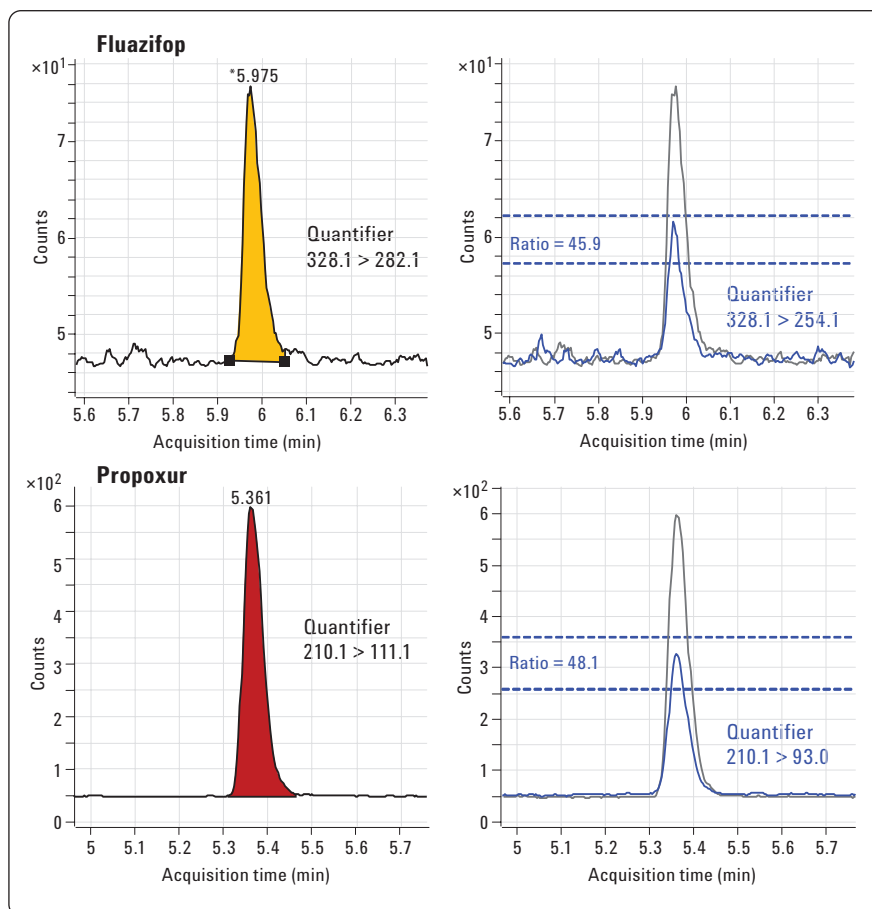 Fluazifop
×10¹
*5.975
7
6
5
Counts
Quantifier
328.1 > 282.1
5.6 5.7 5.8 5.9 6 6.1 6.2 6.3
Acquisition time (min)
×10¹
7
6
5
Counts
Ratio = 45.9
Quantifier
328.1 > 254.1
5.6 5.7 5.8 5.9 6 6.1 6.2 6.3
Acquisition time (min)
Propoxur
×10²
5.361
6
5
4
3
2
1
0
Counts
Quantifier
210.1 > 111.1
5 5.1 5.2 5.3 5.4 5.5 5.6 5.7
Acquisition time (min)
×10²
6
5
4
3
2
1
0
Counts
Ratio = 48.1
Quantifier
210.1 > 93.0
5 5.1 5.2 5.3 5.4 5.5 5.6 5.7
Acquisition time (min)